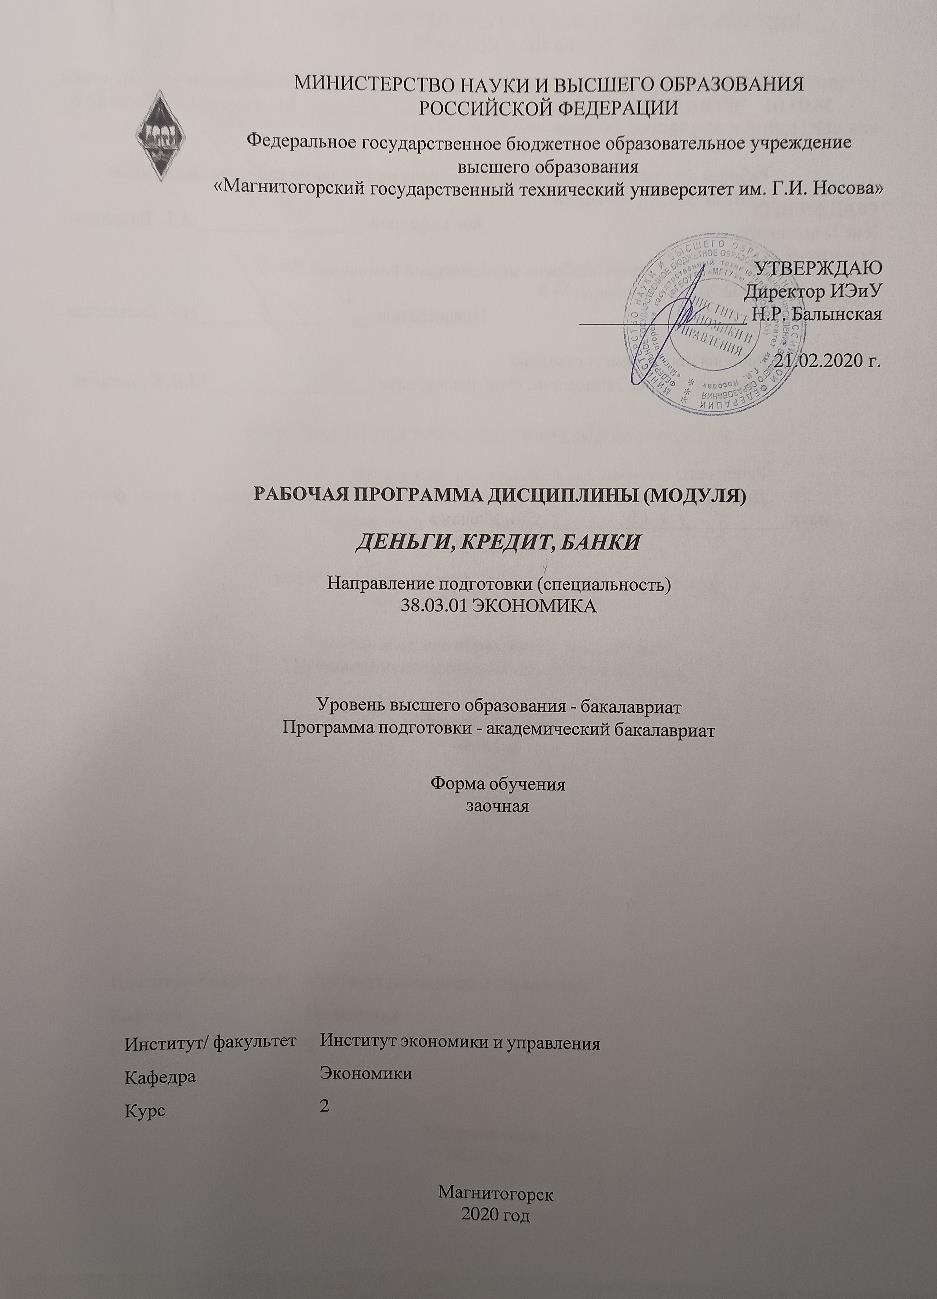 МИНИСТЕРСТВО НАУКИ И ВЫСШЕГО ОБРАЗОВАНИЯ
РОССИЙСКОЙ ФЕДЕРАЦИИ
Федеральное государственное бюджетное образовательное учреждение
высшего образования
«Магнитогорский государственный технический университет им. Г.И. Носова»
УТВЕРЖДАЮ
Директор ИЭиУ
Н.Р. Балынская
21.02.2020 г.
ИНСТИТУТ
ЭКОНОМИКИ И
УПРАВЛЕНИЯ
РАБОЧАЯ ПРОГРАММА ДИСЦИПЛИНЫ (МОДУЛЯ)
ДЕНЬГИ, КРЕДИТ, БАНКИ
Направление подготовки (специальность)
38.03.01 ЭКОНОМИКА
Уровень высшего образования - бакалавриат
Программа подготовки - академический бакалавриат
Форма обучения
заочная
Институт/ факультет Институт экономики и управления
Кафедра Экономики
Курс 2
Магнитогорск
2020 год